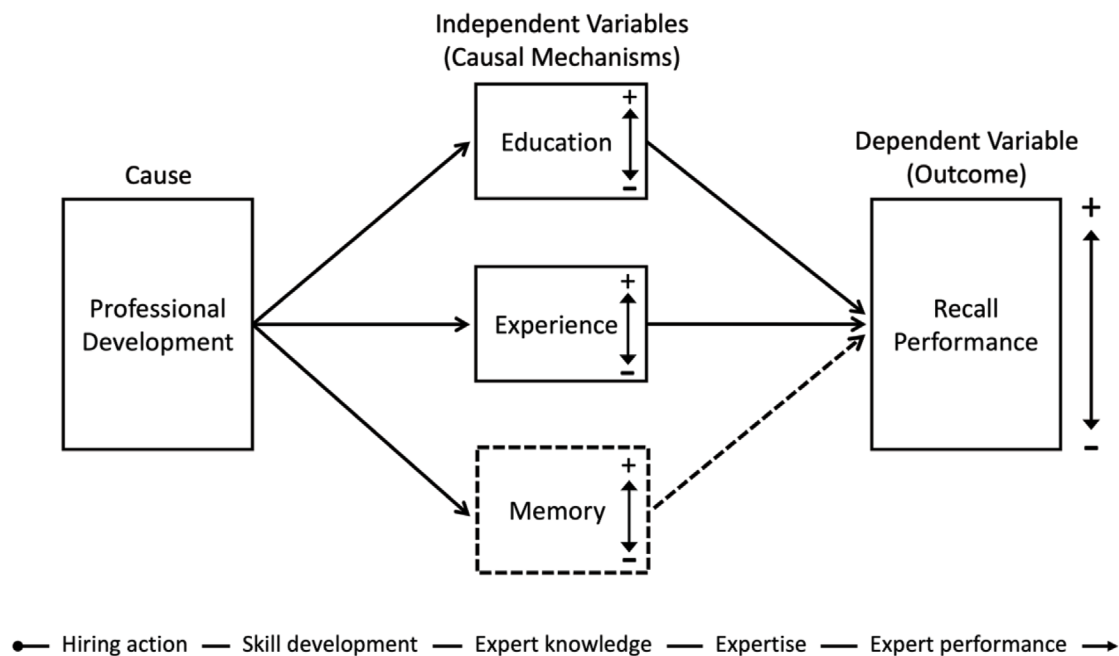 Independent Variables
(Causal Mechanisms)
+
Education
-
Dependent Variable
(Outcome)
Cause
+
Professional
Development
+
Experience
-
Recall
Performance
-
+
Memory
-
Hiring action — Skill development — Expert knowledge — Expertise — Expert performance